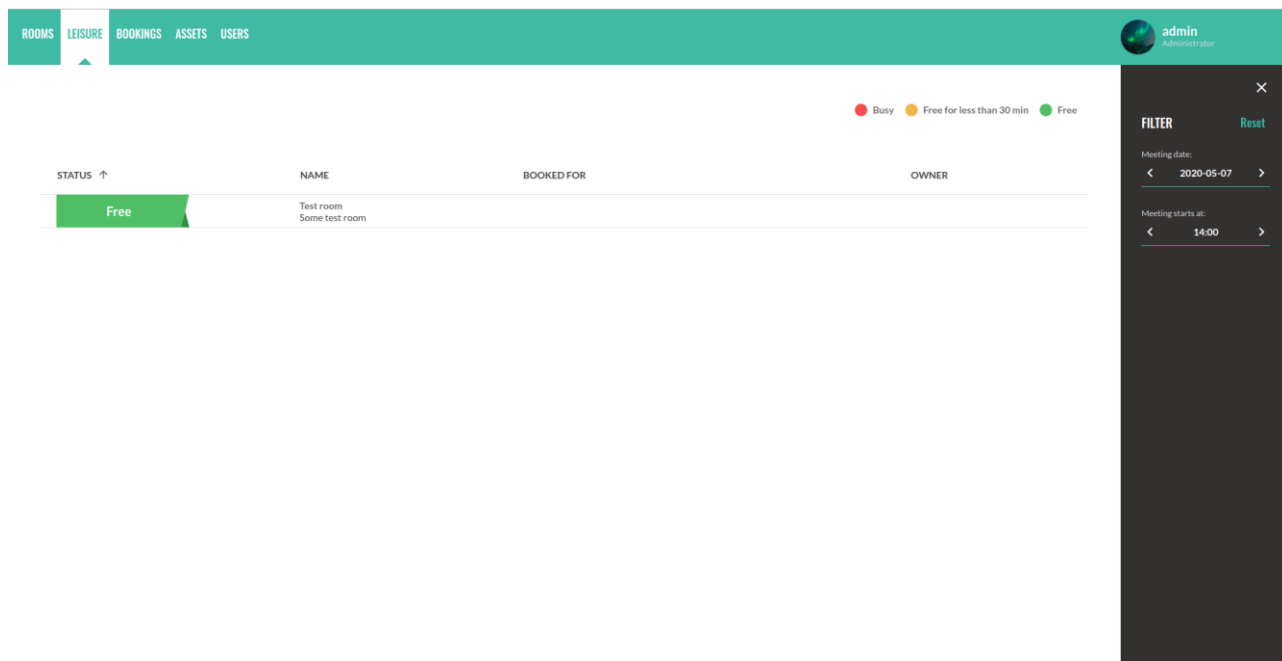 ROOMS LEISURE BOOKINGS ASSETS USERS
admin
Administrator
Busy Free for less than 30 min Free
FILTER Reset
Meeting date:
2020-05-07
Meeting starts at:
14:00
STATUS NAME BOOKED FOR OWNER
Free
Test room
Some test room